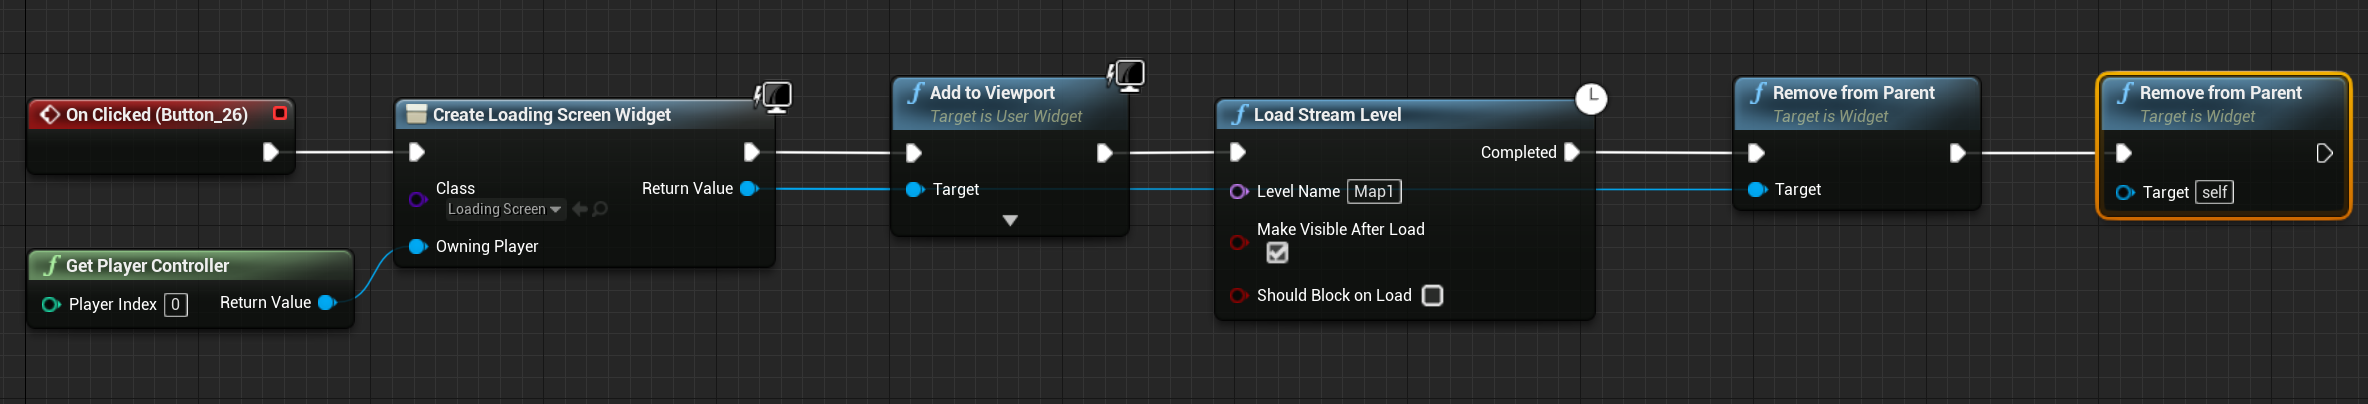 On Clicked (Button_26)
Get Player Controller
Player Index 0
Return Value
Create Loading Screen Widget
Class
Loading Screen
Return Value
Owning Player
Add to Viewport
Target is User Widget
Target
Load Stream Level
Completed
Level Name Map1
Make Visible After Load
Should Block on Load
Remove from Parent
Target is Widget
Target
Remove from Parent
Target is Widget
Target self